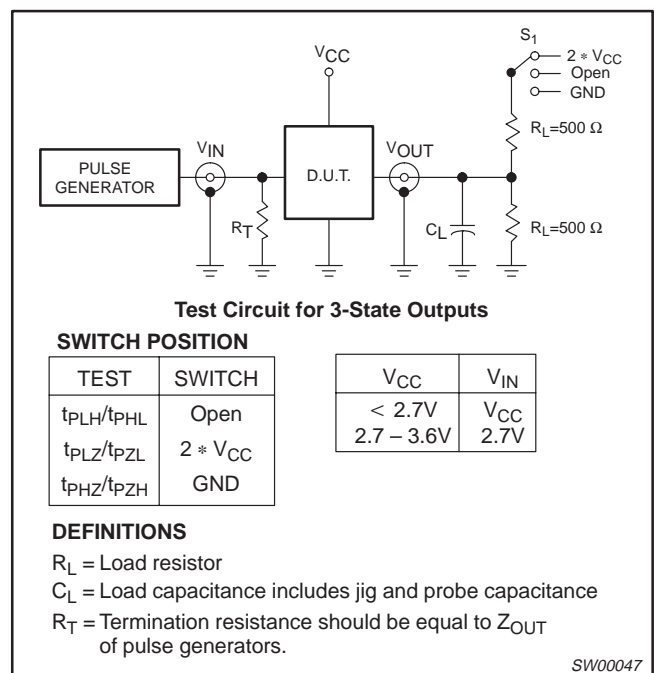 S1
2 * VCC
Open
GND
VCC
RL=500 Ω
VIN
VOUT
PULSE
GENERATOR
D.U.T.
RT
CL
RL=500 Ω
Test Circuit for 3-State Outputs
SWITCH POSITION
TEST SWITCH
tPLH/tPHL Open
tPLZ/tPZL 2 * VCC
tPHZ/tPZH GND
VCC VIN
< 2.7V VCC
2.7 – 3.6V 2.7V
DEFINITIONS
RL = Load resistor
CL = Load capacitance includes jig and probe capacitance
RT = Termination resistance should be equal to ZOUT
of pulse generators.
SW00047